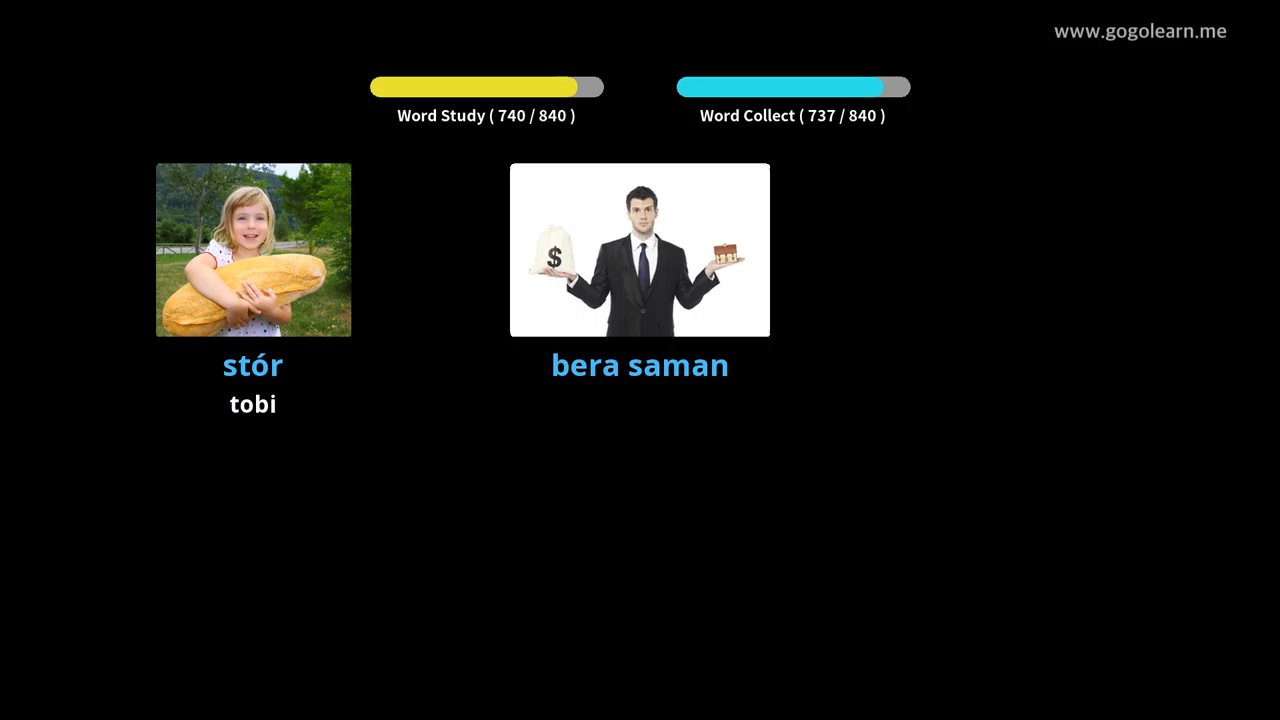 www.gogolearn.me
Word Study ( 740 / 840 )
Word Collect ( 737 / 840 )
$
stór
bera saman
tobi